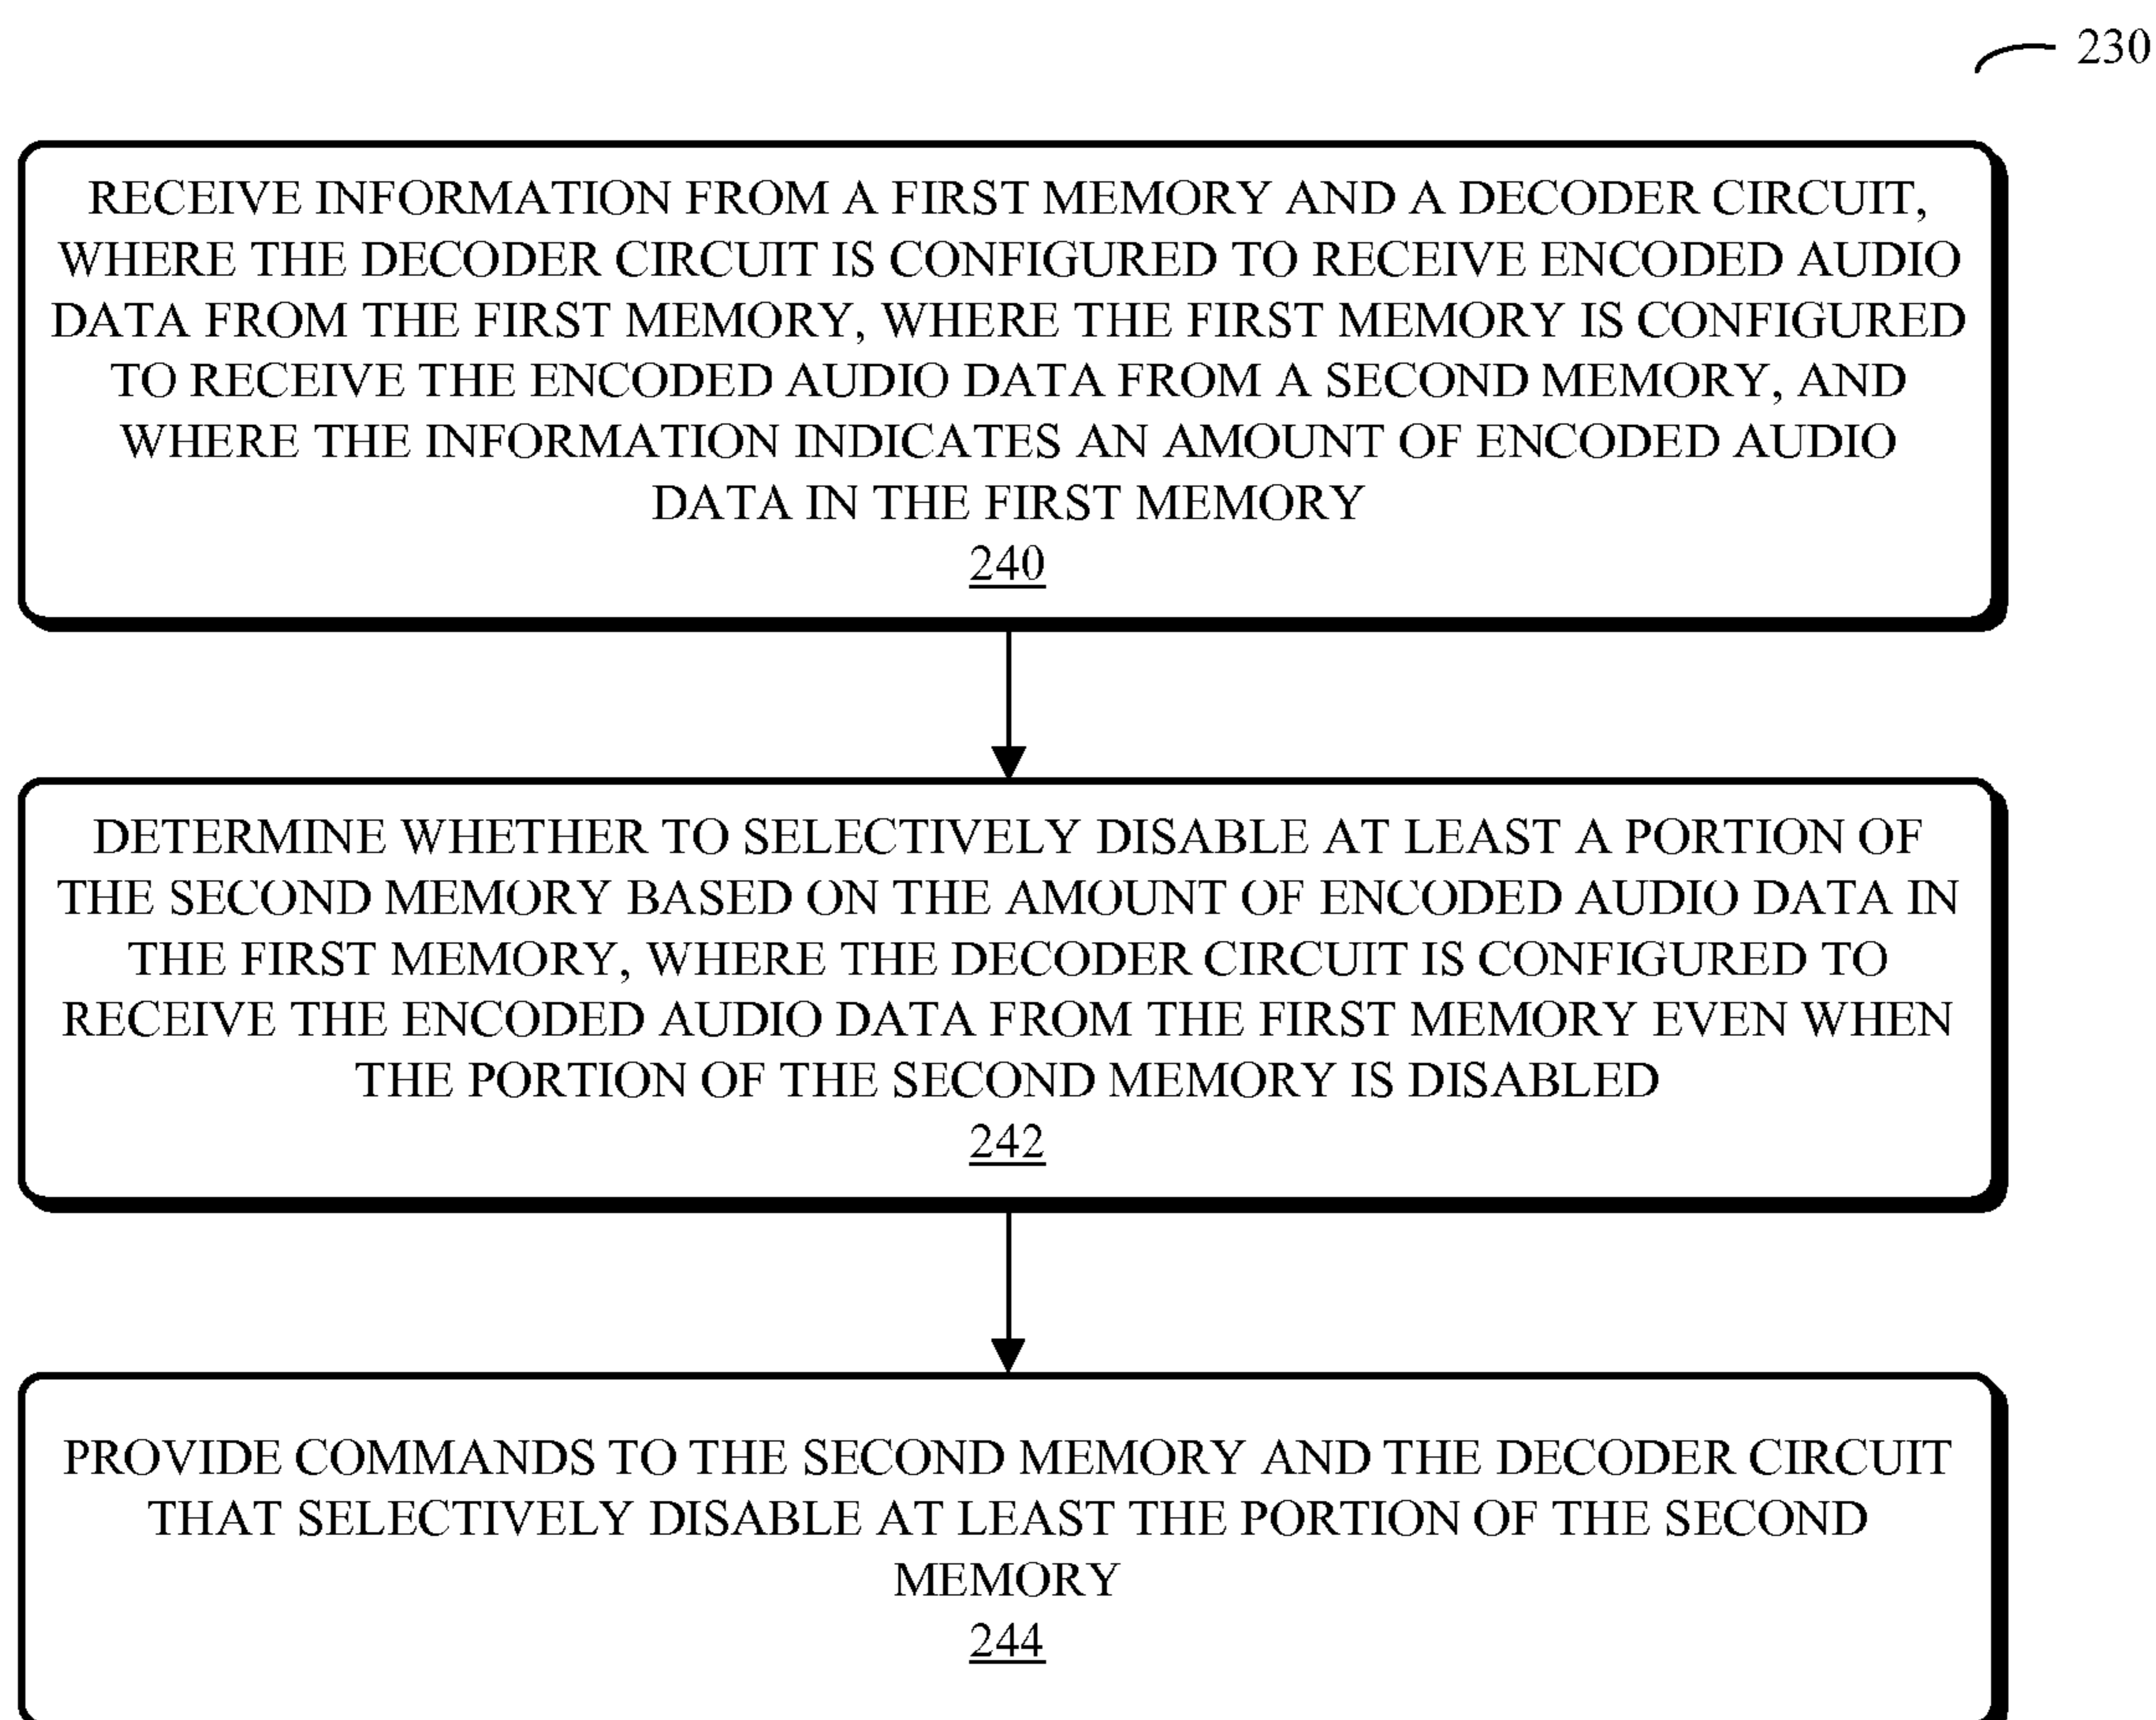 230
RECEIVE INFORMATION FROM A FIRST MEMORY AND A DECODER CIRCUIT,
WHERE THE DECODER CIRCUIT IS CONFIGURED TO RECEIVE ENCODED AUDIO
DATA FROM THE FIRST MEMORY, WHERE THE FIRST MEMORY IS CONFIGURED
TO RECEIVE THE ENCODED AUDIO DATA FROM A SECOND MEMORY, AND
WHERE THE INFORMATION INDICATES AN AMOUNT OF ENCODED AUDIO
DATA IN THE FIRST MEMORY
240
DETERMINE WHETHER TO SELECTIVELY DISABLE AT LEAST A PORTION OF
THE SECOND MEMORY BASED ON THE AMOUNT OF ENCODED AUDIO DATA IN
THE FIRST MEMORY, WHERE THE DECODER CIRCUIT IS CONFIGURED TO
RECEIVE THE ENCODED AUDIO DATA FROM THE FIRST MEMORY EVEN WHEN
THE PORTION OF THE SECOND MEMORY IS DISABLED
242
PROVIDE COMMANDS TO THE SECOND MEMORY AND THE DECODER CIRCUIT
THAT SELECTIVELY DISABLE AT LEAST THE PORTION OF THE SECOND
MEMORY
244